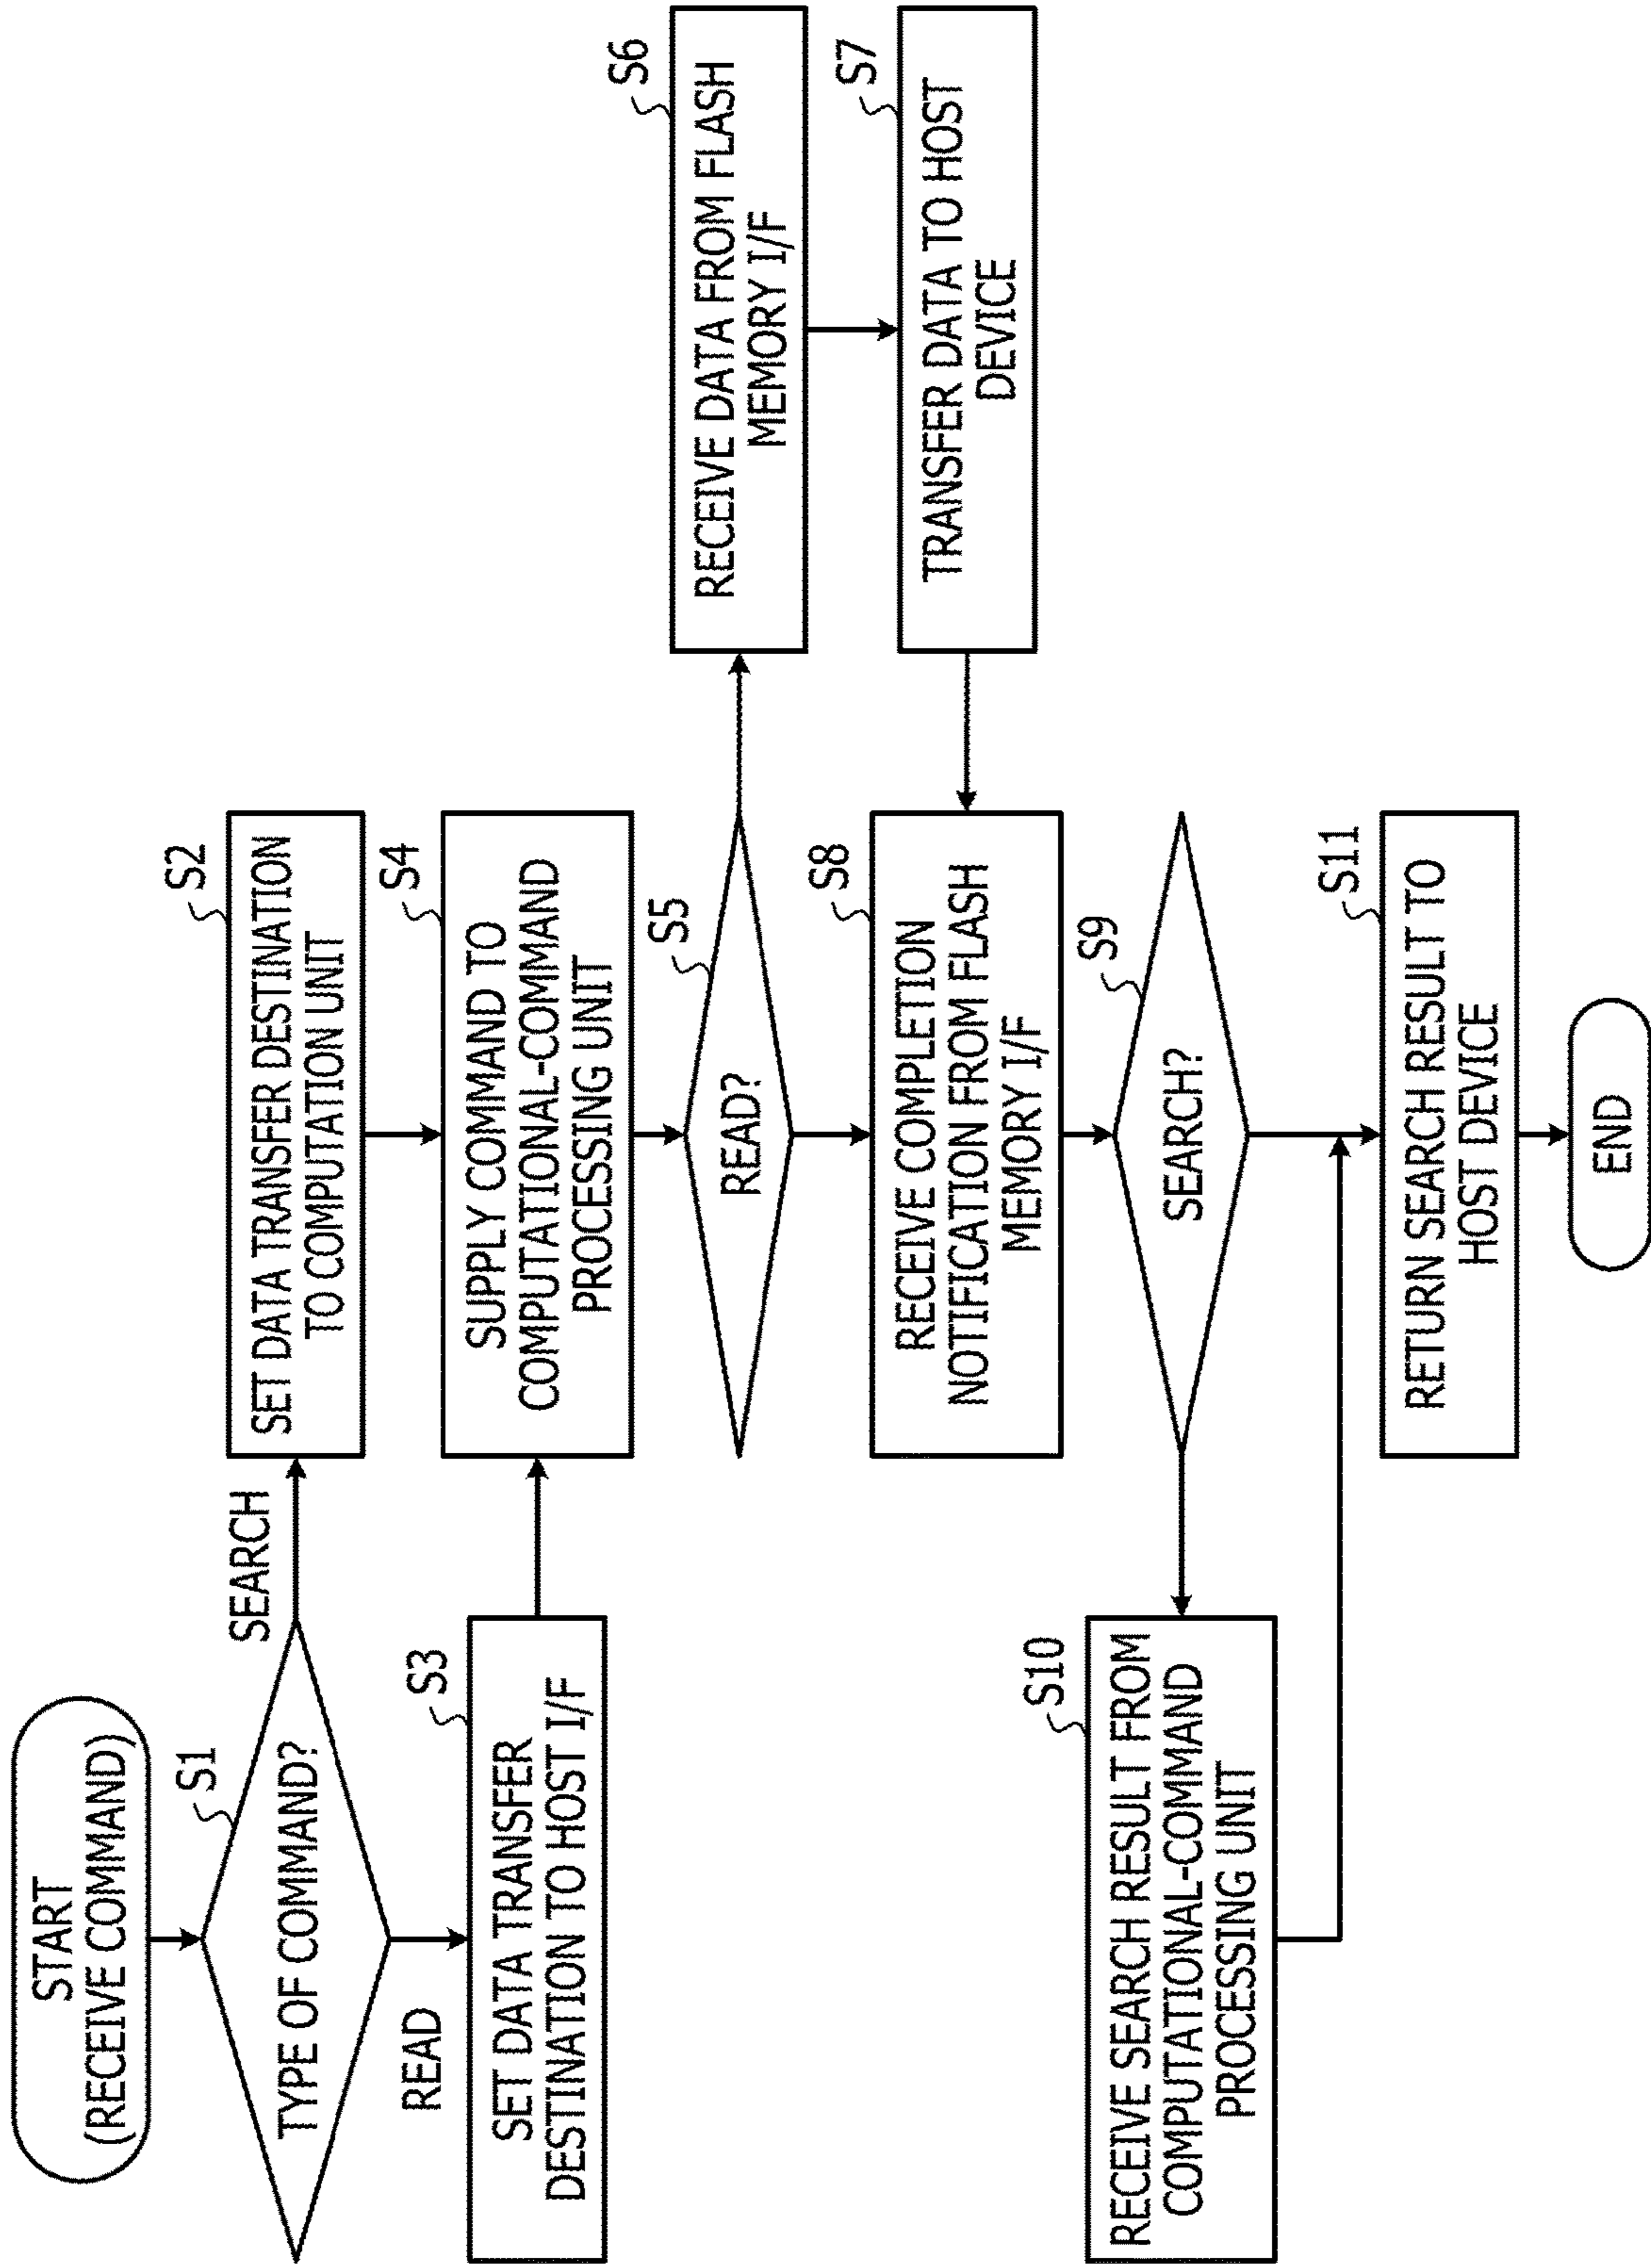 START
(RECEIVE COMMAND)
S1
TYPE OF COMMAND?
SEARCH
READ
S2
SET DATA TRANSFER DESTINATION
TO COMPUTATION UNIT
S3
SET DATA TRANSFER
DESTINATION TO HOST I/F
S4
SUPPLY COMMAND TO
COMPUTATIONAL-COMMAND
PROCESSING UNIT
S5
READ?
S6
RECEIVE DATA FROM FLASH
MEMORY I/F
S7
TRANSFER DATA TO HOST
DEVICE
S8
RECEIVE COMPLETION
NOTIFICATION FROM FLASH
MEMORY I/F
S9
SEARCH?
S10
RECEIVE SEARCH RESULT FROM
COMPUTATIONAL-COMMAND
PROCESSING UNIT
S11
RETURN SEARCH RESULT TO
HOST DEVICE
END